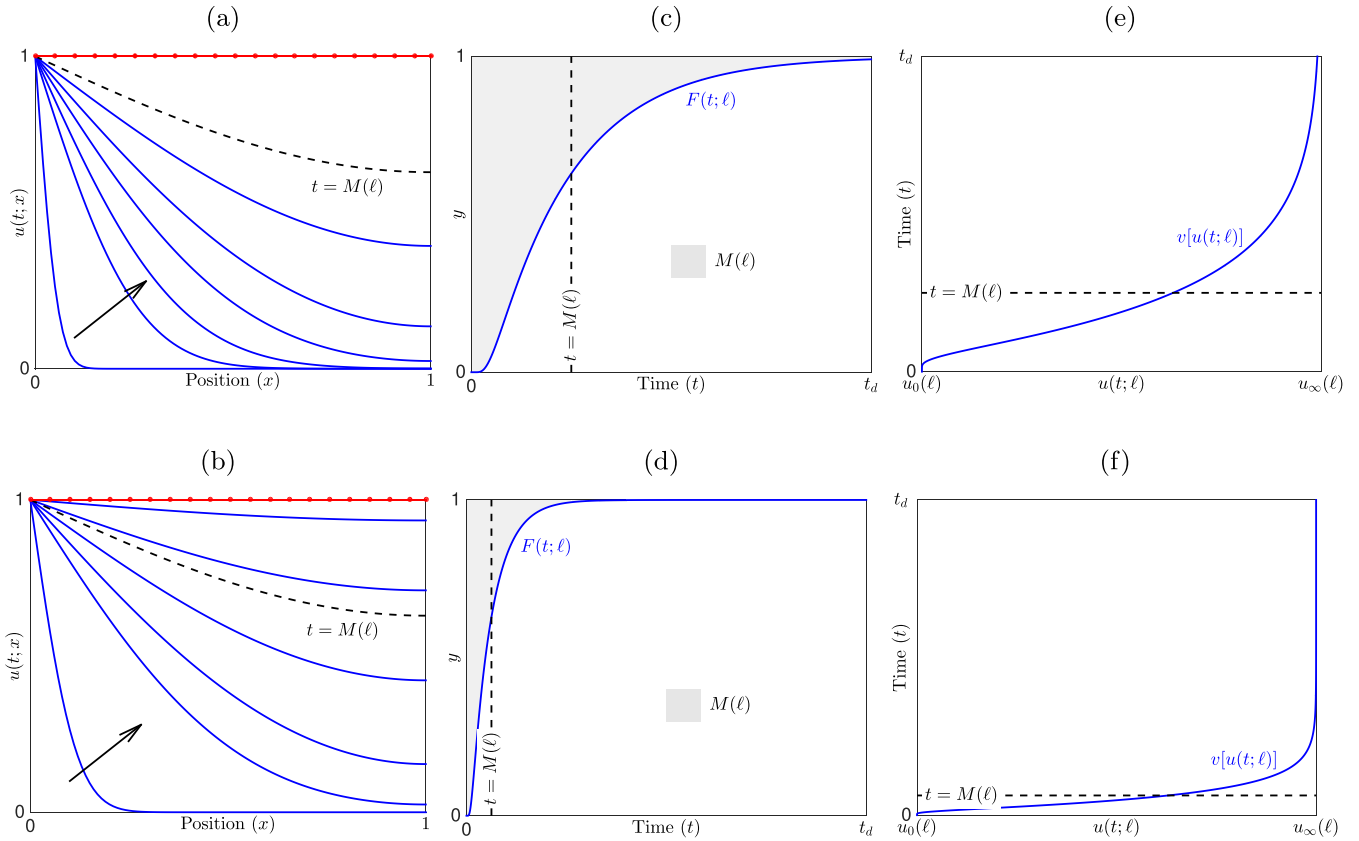 (a)
1
u(t; x)
t = M(ℓ)
0
0
Position (x)
1
(c)
1
F(t; ℓ)
y
M(ℓ)
t = M(ℓ)
0
0
Time (t)
t_d
(e)
t_d
Time (t)
v[u(t; ℓ)]
t = M(ℓ)
0
u_0(ℓ)
u(t; ℓ)
u_∞(ℓ)
(b)
1
u(t; x)
t = M(ℓ)
0
0
Position (x)
1
(d)
1
F(t; ℓ)
y
M(ℓ)
t = M(ℓ)
0
0
Time (t)
t_d
(f)
t_d
Time (t)
v[u(t; ℓ)]
t = M(ℓ)
0
u_0(ℓ)
u(t; ℓ)
u_∞(ℓ)